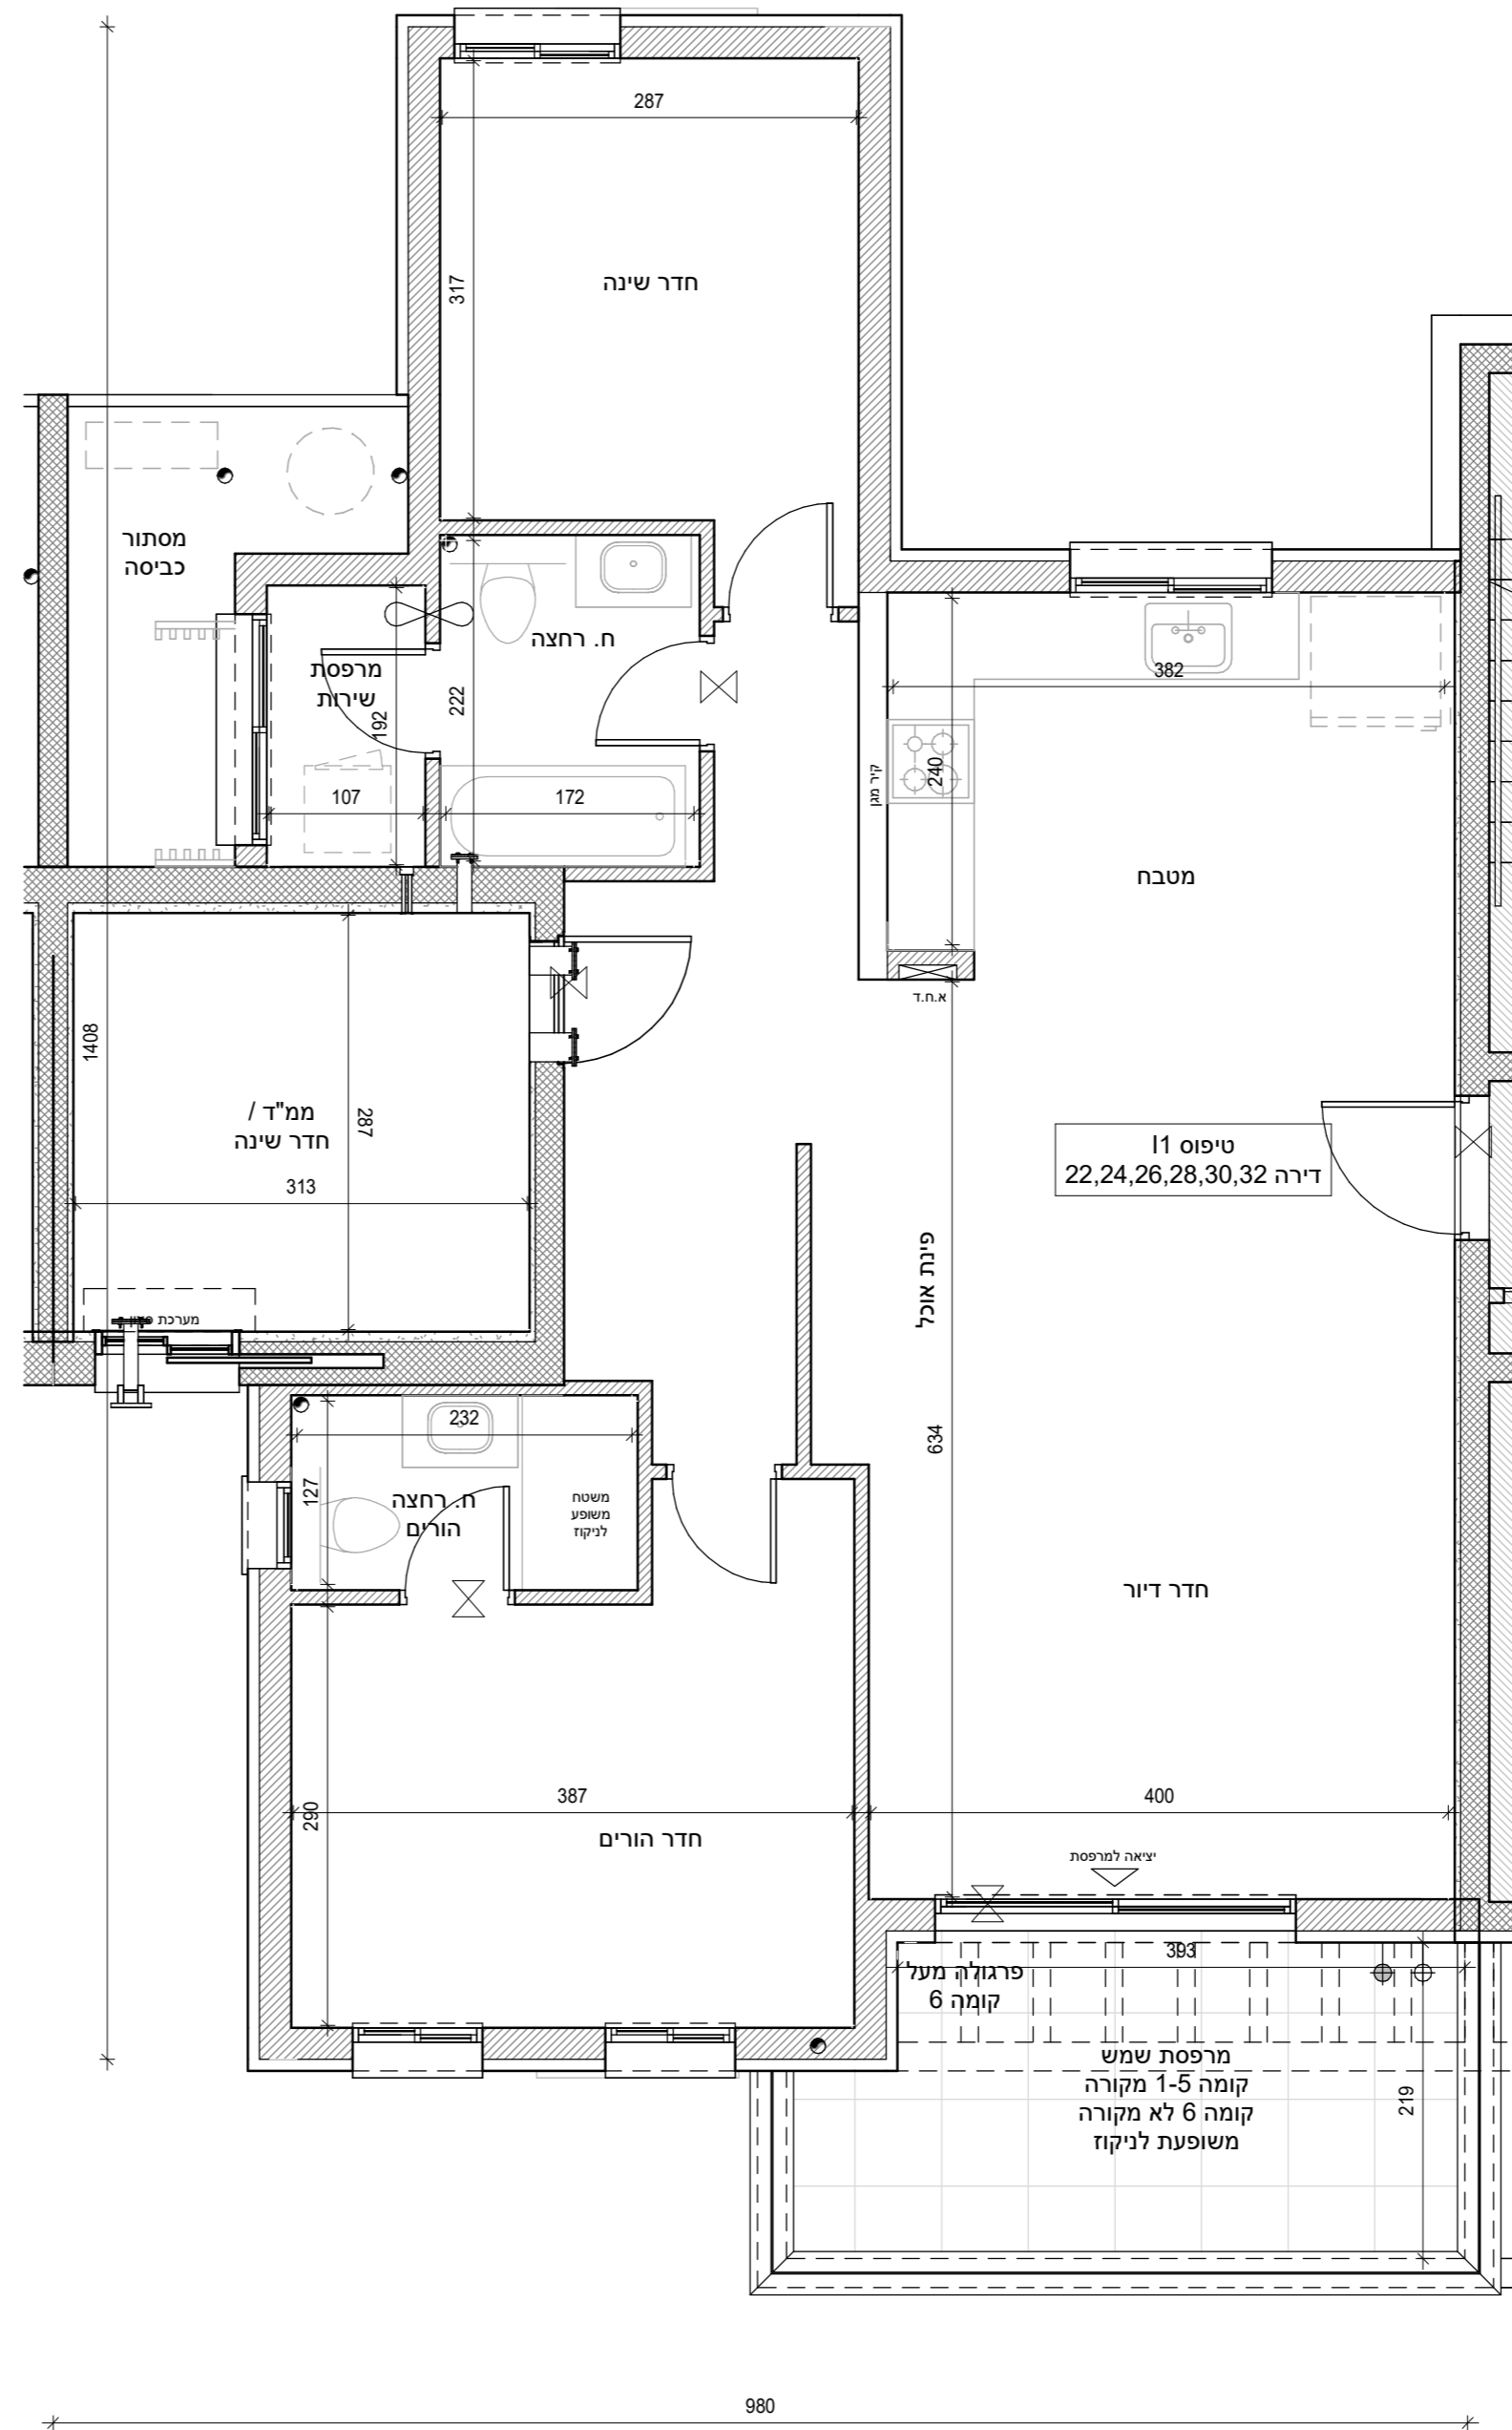 287
317
חדר שינה
מסתור
כביסה
ח. רחצה
מרפסת
שירות
192
222
107
172
382
240
קיר מגן
מטבח
א.ח.ד
1408
ממ"ד /
חדר שינה
287
313
מערכת
טיפוס I1
דירה 22,24,26,28,30,32
פינת אוכל
634
232
127
ח. רחצה
הורים
משטח
משופע
לניקוז
חדר דיור
387
290
חדר הורים
400
יציאה למרפסת
393
פרגולה מעל
קומה 6
מרפסת שמש
קומה 1-5 מקורה
קומה 6 לא מקורה
משופעת לניקוז
219
980